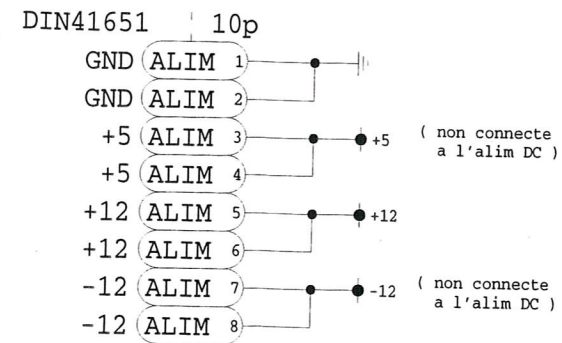 DIN41651 10p
GND ALIM 1
GND ALIM 2
+5 ALIM 3 +5 ( non connecte
a l'alim DC )
+5 ALIM 4
+12 ALIM 5 +12
+12 ALIM 6
-12 ALIM 7 -12 ( non connecte
a l'alim DC )
-12 ALIM 8